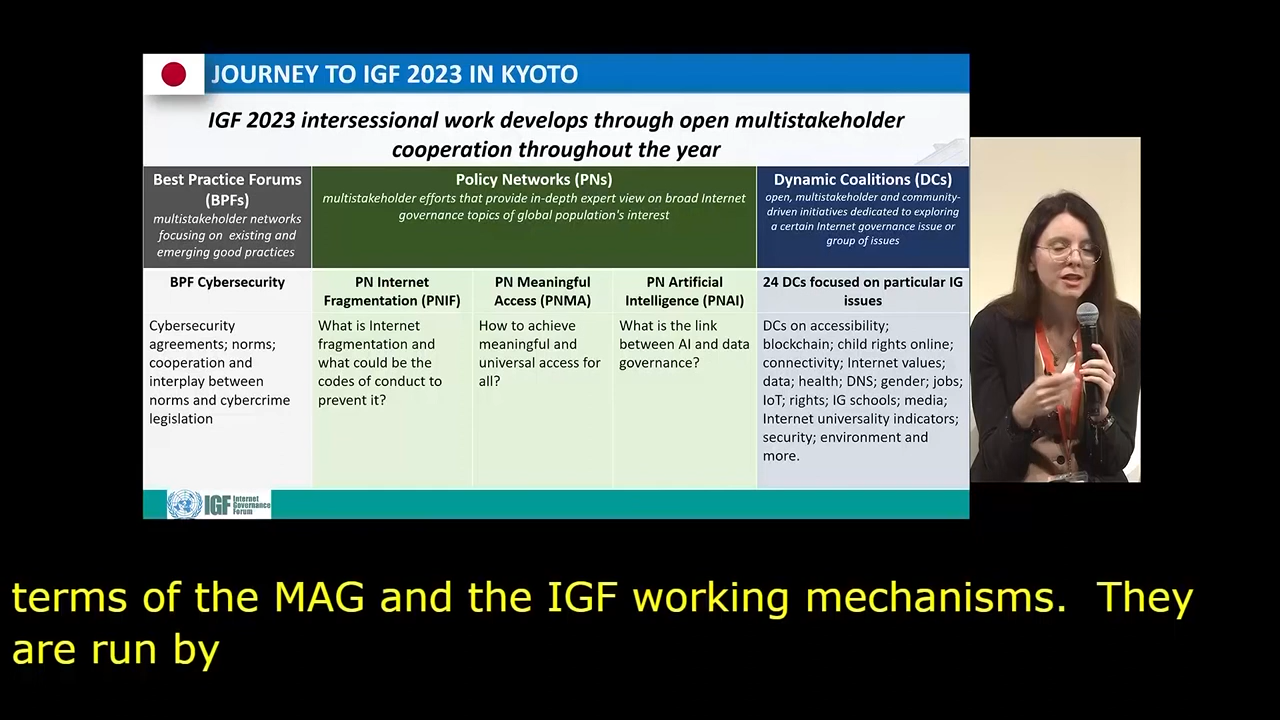 JOURNEY TO IGF 2023 IN KYOTO
IGF 2023 intersessional work develops through open multistakeholder
cooperation throughout the year
Best Practice Forums
(BPFs)
multistakeholder networks
focusing on existing and
emerging good practices
Policy Networks (PNs)
multistakeholder efforts that provide in-depth expert view on broad Internet
governance topics of global population's interest
Dynamic Coalitions (DCs)
open, multistakeholder and community-
driven initiatives dedicated to exploring
a certain Internet governance issue or
group of issues
BPF Cybersecurity
PN Internet
Fragmentation (PNIF)
PN Meaningful
Access (PNMA)
PN Artificial
Intelligence (PNAI)
24 DCs focused on particular IG
issues
Cybersecurity
agreements; norms;
cooperation and
interplay between
norms and cybercrime
legislation
What is Internet
fragmentation and
what could be the
codes of conduct to
prevent it?
How to achieve
meaningful and
universal access for
all?
What is the link
between AI and data
governance?
DCs on accessibility;
blockchain; child rights online;
connectivity; Internet values;
data; health; DNS; gender; jobs;
IoT; rights; IG schools; media;
Internet universality indicators;
security; environment and
more.
IGF
Internet
Governance
Forum
terms of the MAG and the IGF working mechanisms. They
are run by